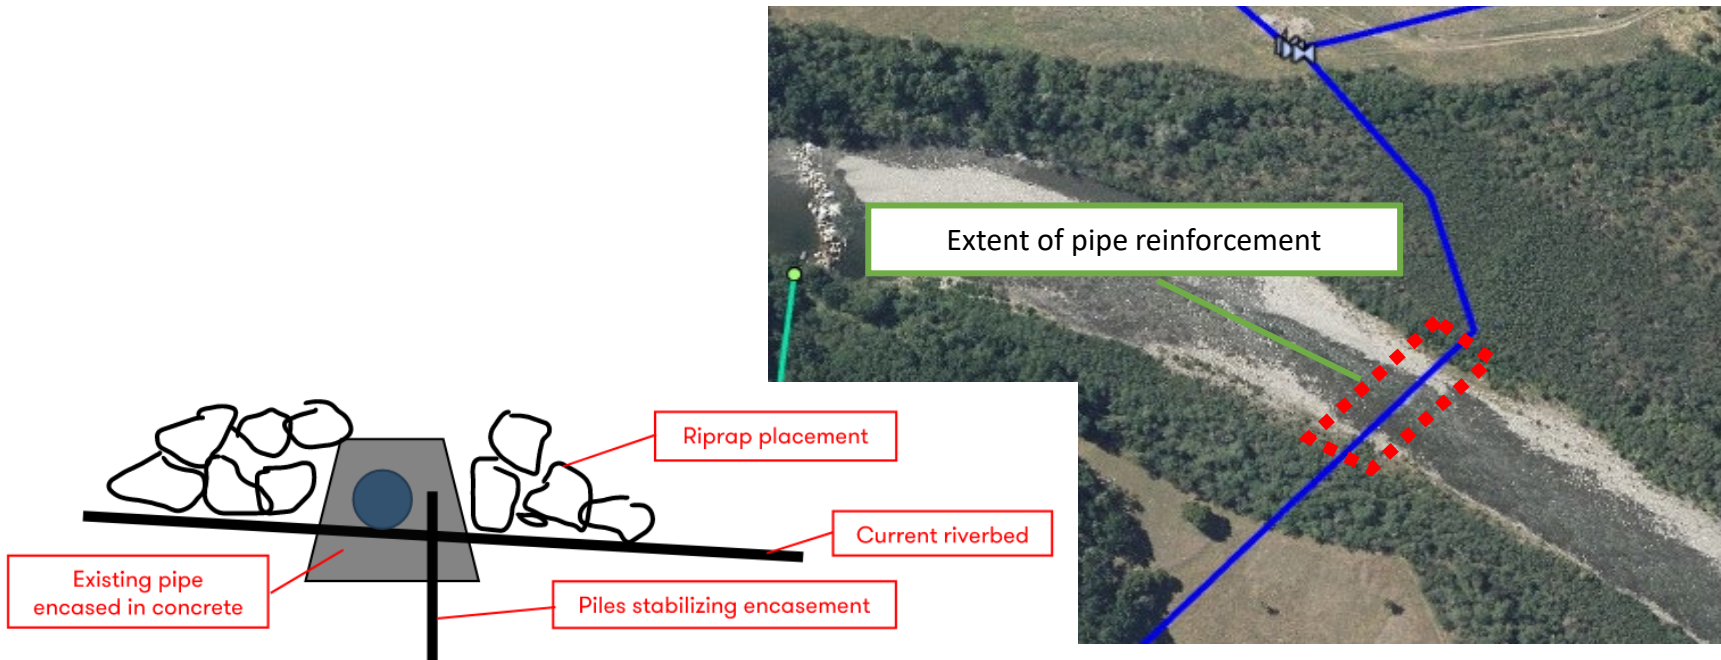 Extent of pipe reinforcement
Riprap placement
Current riverbed
Existing pipe
encased in concrete
Piles stabilizing encasement